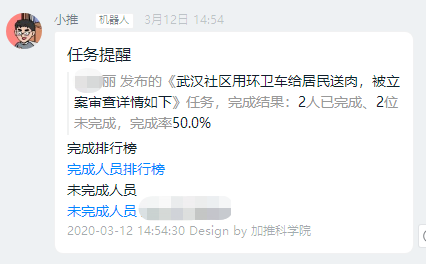 小推 机器人 3月12日 14:54
任务提醒
丽 发布的《武汉社区用环卫车给居民送肉，被立
案审查详情如下》任务，完成结果：2人已完成、2位
未完成，完成率50.0%
完成排行榜
完成人员排行榜
未完成人员
未完成人员
2020-03-12 14:54:30 Design by 加推科学院